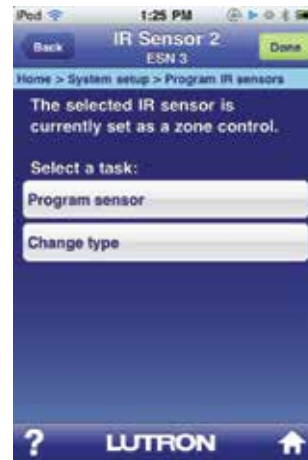 iPod 1:25 PM
Back IR Sensor 2 Done
ESN 3
Home > System setup > Program IR sensors
The selected IR sensor is
currently set as a zone control.
Select a task:
Program sensor
Change type
? LUTRON